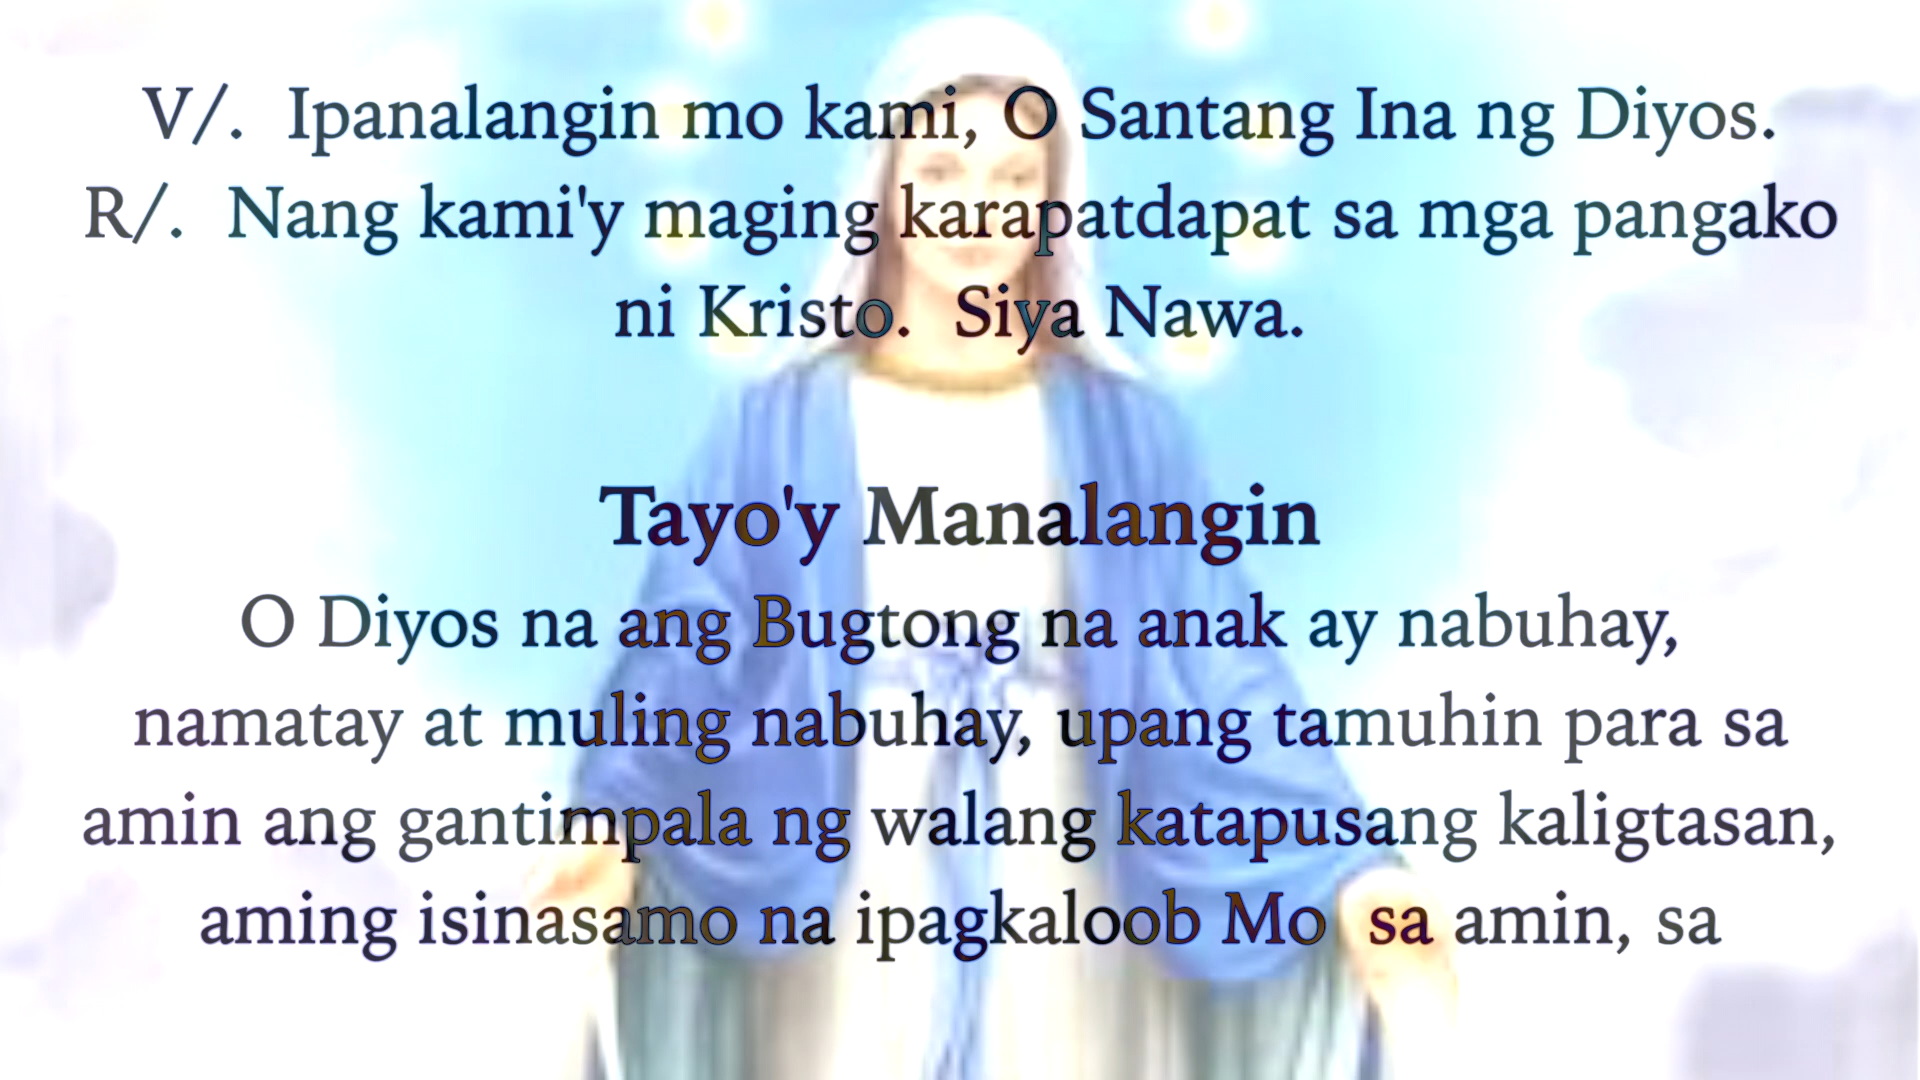 V/.  Ipanalangin mo kami, O Santang Ina ng Diyos.
R/.  Nang kami'y maging karapatdapat sa mga pangako
ni Kristo.  Siya Nawa.
Tayo'y Manalangin
O Diyos na ang Bugtong na anak ay nabuhay,
namatay at muling nabuhay, upang tamuhin para sa
amin ang gantimpala ng walang katapusang kaligtasan,
aming isinasamo na ipagkaloob Mo  sa amin, sa